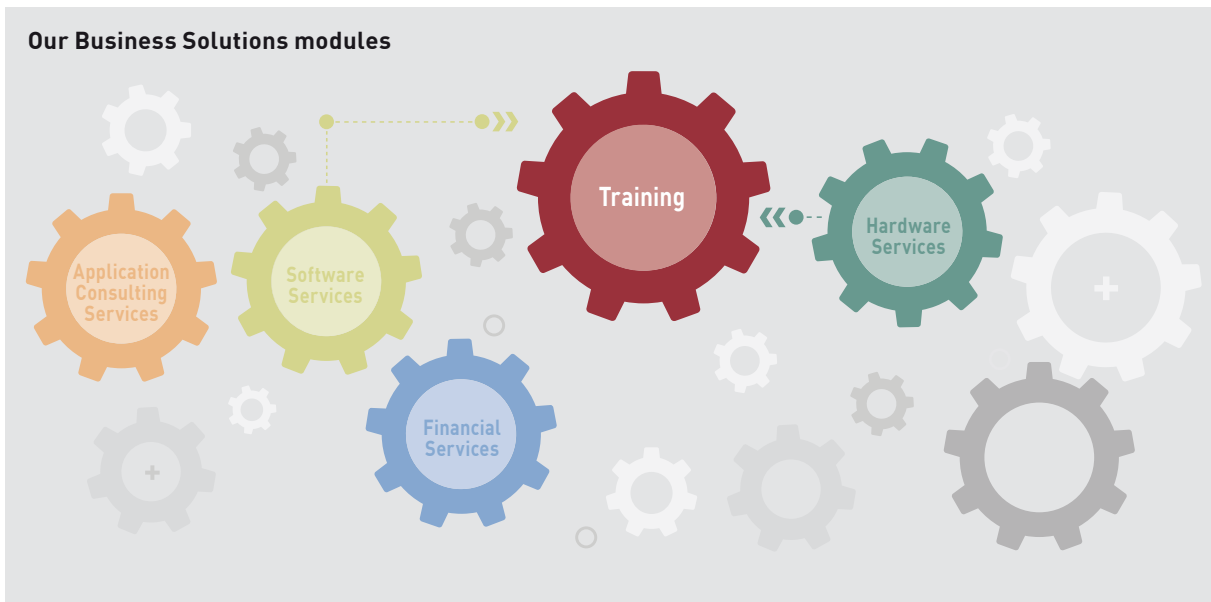 Our Business Solutions modules
Training
Hardware
Services
Application
Consulting
Services
Software
Services
Financial
Services